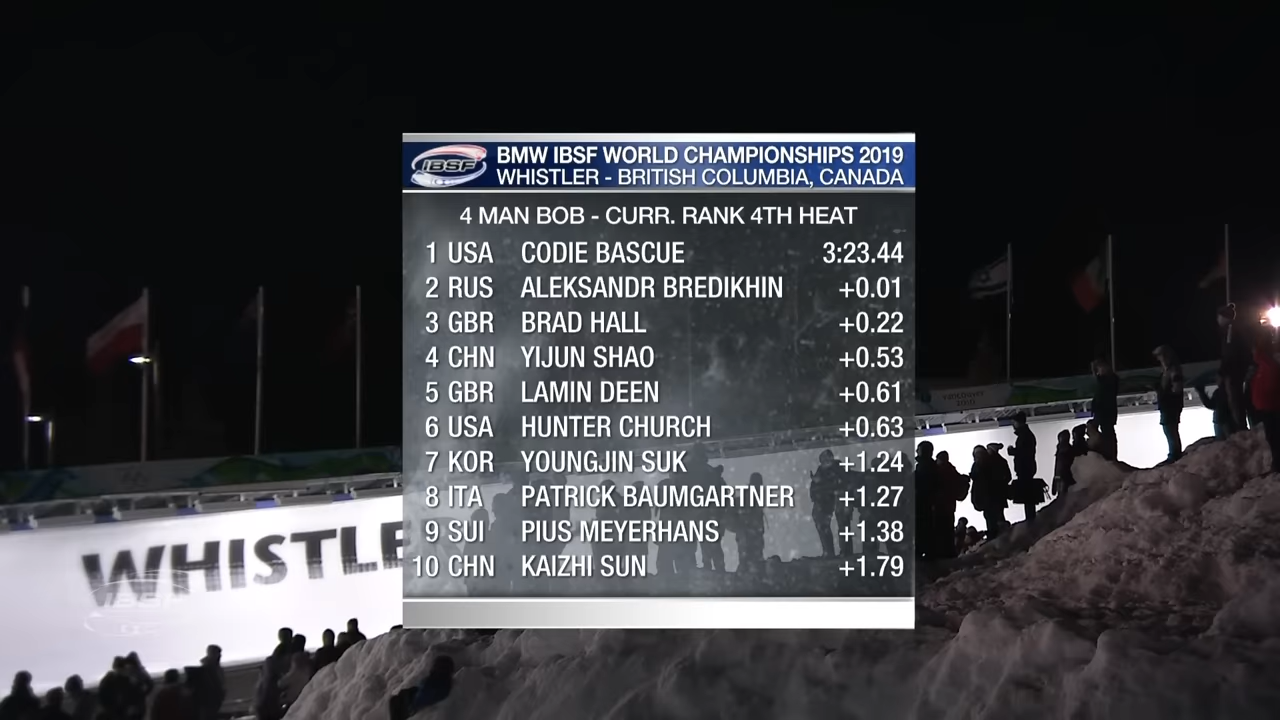 IBSF
BMW IBSF WORLD CHAMPIONSHIPS 2019
WHISTLER - BRITISH COLUMBIA, CANADA
4 MAN BOB - CURR. RANK 4TH HEAT
1 USA CODIE BASCUE 3:23.44
2 RUS ALEKSANDR BREDIKHIN +0.01
3 GBR BRAD HALL +0.22
4 CHN YIJUN SHAO +0.53
5 GBR LAMIN DEEN +0.61
6 USA HUNTER CHURCH +0.63
7 KOR YOUNGJIN SUK +1.24
8 ITA PATRICK BAUMGARTNER +1.27
9 SUI PIUS MEYERHANS +1.38
10 CHN KAIZHI SUN +1.79
WHISTLE
IBSF